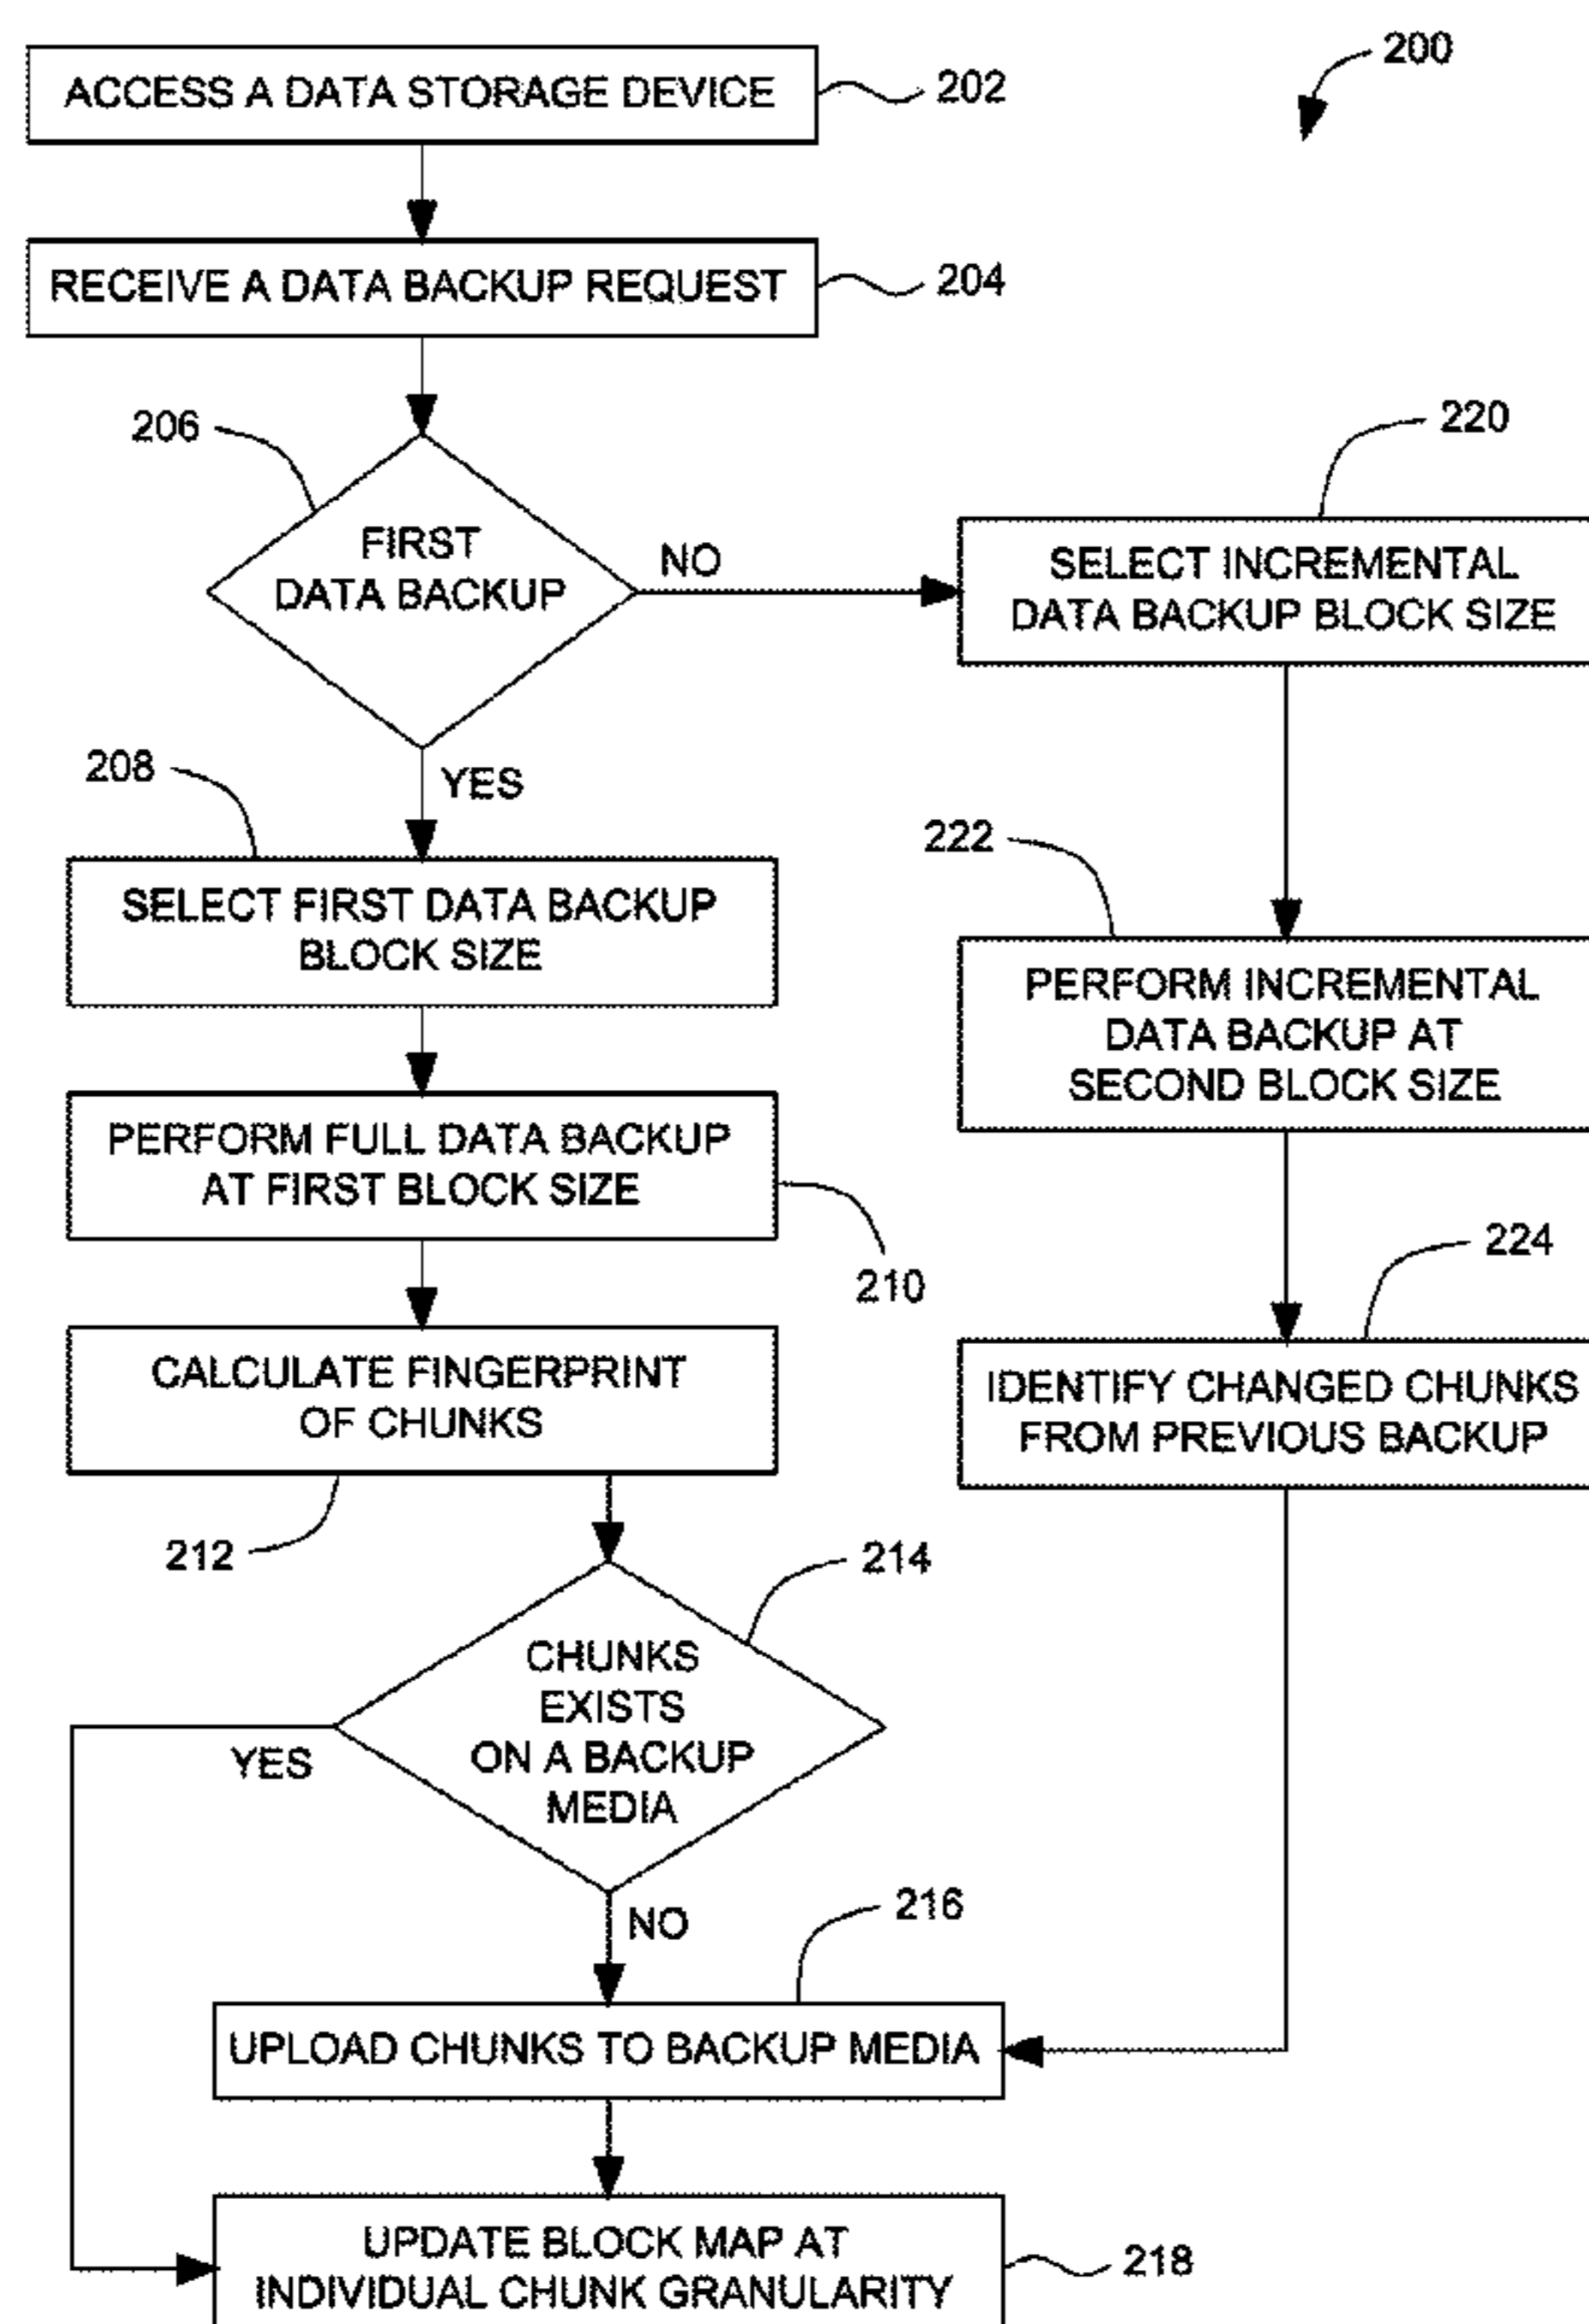 200
ACCESS A DATA STORAGE DEVICE
202
RECEIVE A DATA BACKUP REQUEST
204
206
FIRST
DATA BACKUP
NO
YES
220
SELECT INCREMENTAL
DATA BACKUP BLOCK SIZE
208
SELECT FIRST DATA BACKUP
BLOCK SIZE
222
PERFORM INCREMENTAL
DATA BACKUP AT
SECOND BLOCK SIZE
PERFORM FULL DATA BACKUP
AT FIRST BLOCK SIZE
210
224
IDENTIFY CHANGED CHUNKS
FROM PREVIOUS BACKUP
CALCULATE FINGERPRINT
OF CHUNKS
212
214
CHUNKS
EXISTS
ON A BACKUP
MEDIA
YES
NO
216
UPLOAD CHUNKS TO BACKUP MEDIA
UPDATE BLOCK MAP AT
INDIVIDUAL CHUNK GRANULARITY
218